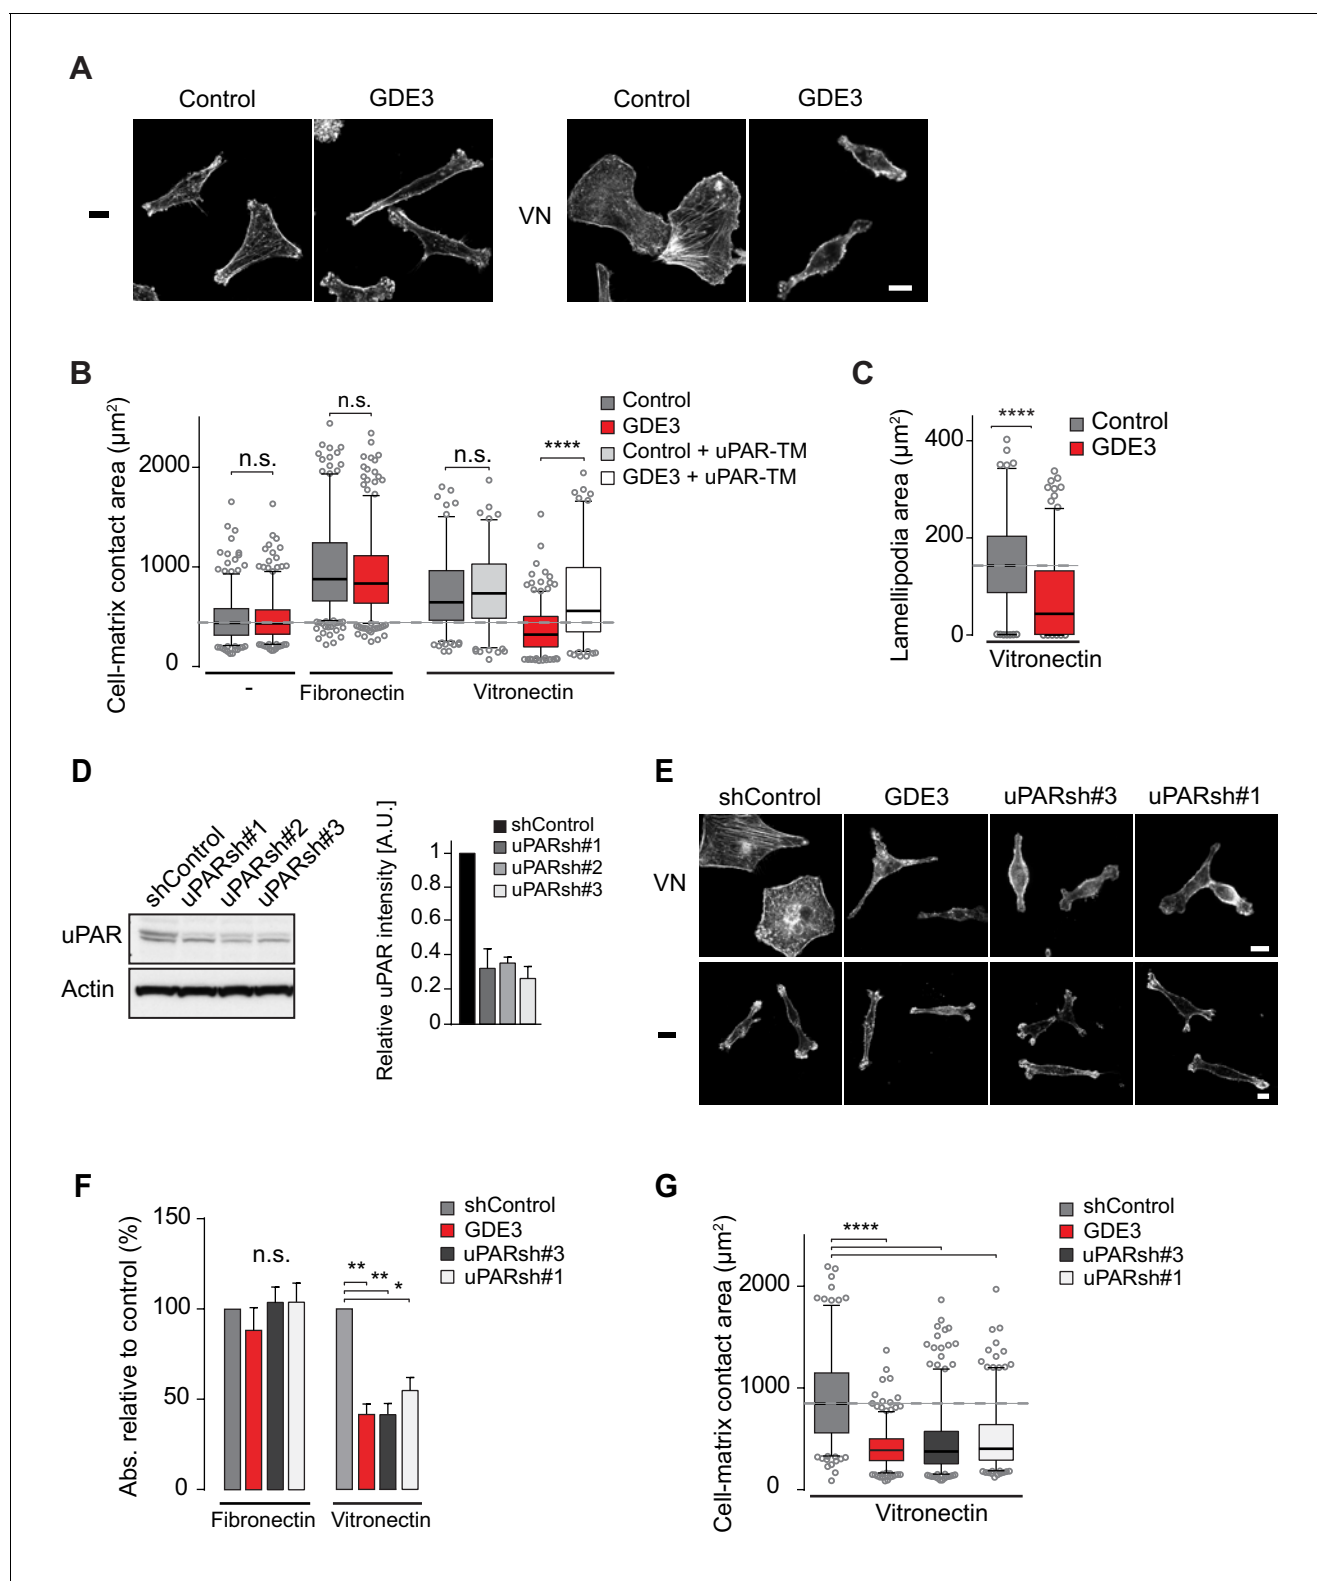 A
Control
GDE3
Control
GDE3
-
VN
B
Cell-matrix contact area (µm²)
2000
1000
0
n.s.
n.s.
n.s.
****
Control
GDE3
Control + uPAR-TM
GDE3 + uPAR-TM
-
Fibronectin
Vitronectin
C
Lamellipodia area (µm²)
400
200
0
****
Control
GDE3
Vitronectin
D
shControl
uPARsh#1
uPARsh#2
uPARsh#3
uPAR
Actin
Relative uPAR intensity [A.U.]
1
0.8
0.6
0.4
0.2
0
shControl
uPARsh#1
uPARsh#2
uPARsh#3
E
shControl
GDE3
uPARsh#3
uPARsh#1
VN
-
F
Abs. relative to control (%)
150
100
50
0
n.s.
**
**
*
shControl
GDE3
uPARsh#3
uPARsh#1
Fibronectin
Vitronectin
G
Cell-matrix contact area (µm²)
2000
1000
0
****
shControl
GDE3
uPARsh#3
uPARsh#1
Vitronectin